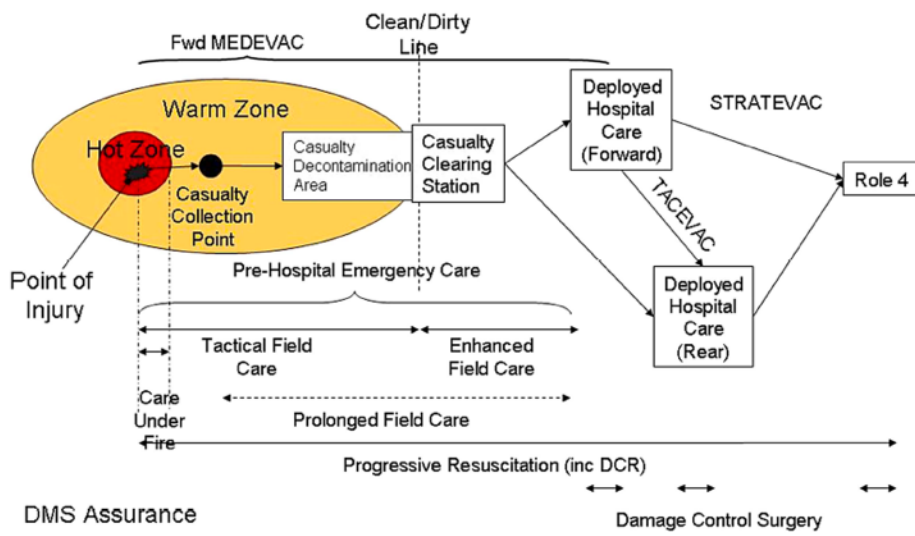 Clean/Dirty
Line
Fwd MEDEVAC
Warm Zone
Hot Zone
Casualty
Collection
Point
Casualty
Decontamination
Area
Casualty
Clearing
Station
Deployed
Hospital
Care
(Forward)
STRATEVAC
TACEVAC
Role 4
Deployed
Hospital
Care
(Rear)
Point of
Injury
Pre-Hospital Emergency Care
Tactical Field
Care
Enhanced
Field Care
Care
Under
Fire
Prolonged Field Care
Progressive Resuscitation (inc DCR)
Damage Control Surgery
DMS Assurance